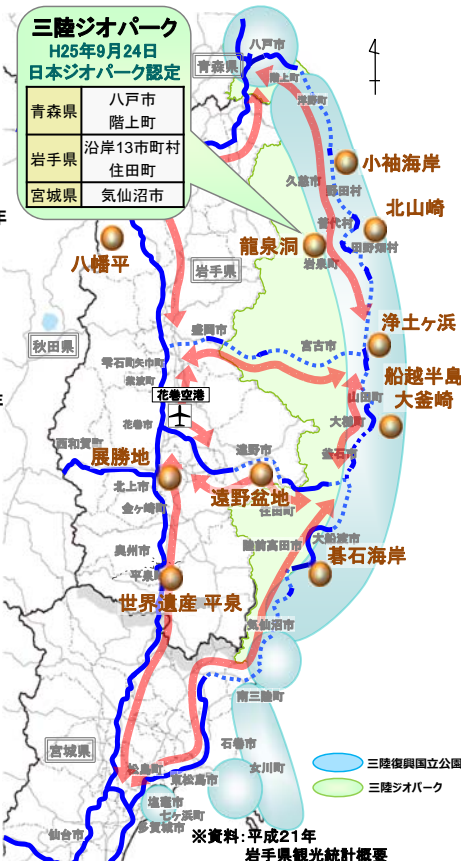 三陸ジオパーク
H25年9月24日
日本ジオパーク認定
青森県
八戸市
階上町
岩手県
沿岸13市町村
住田町
宮城県
気仙沼市
八戸市
青森県
階上町
洋野町
小袖海岸
久慈市
野田村
北山崎
普代村
田野畑村
年
八幡平
龍泉洞
岩泉町
岩手県
秋田県
盛岡市
浄土ヶ浜
宮古市
雫石町
矢巾町
船越半島
大釜崎
紫波町
花巻空港
山田町
年
大槌町
花巻市
西和賀町
展勝地
遠野市
釜石市
北上市
遠野盆地
金ヶ崎町
住田町
大船渡市
奥州市
陸前高田市
碁石海岸
平泉町
世界遺産 平泉
気仙沼市
南三陸町
宮城県
石巻市
女川町
松島町
東松島市
塩竈市
七ヶ浜町
多賀城市
仙台市
三陸復興国立公園
三陸ジオパーク
※資料:平成21年
岩手県観光統計概要